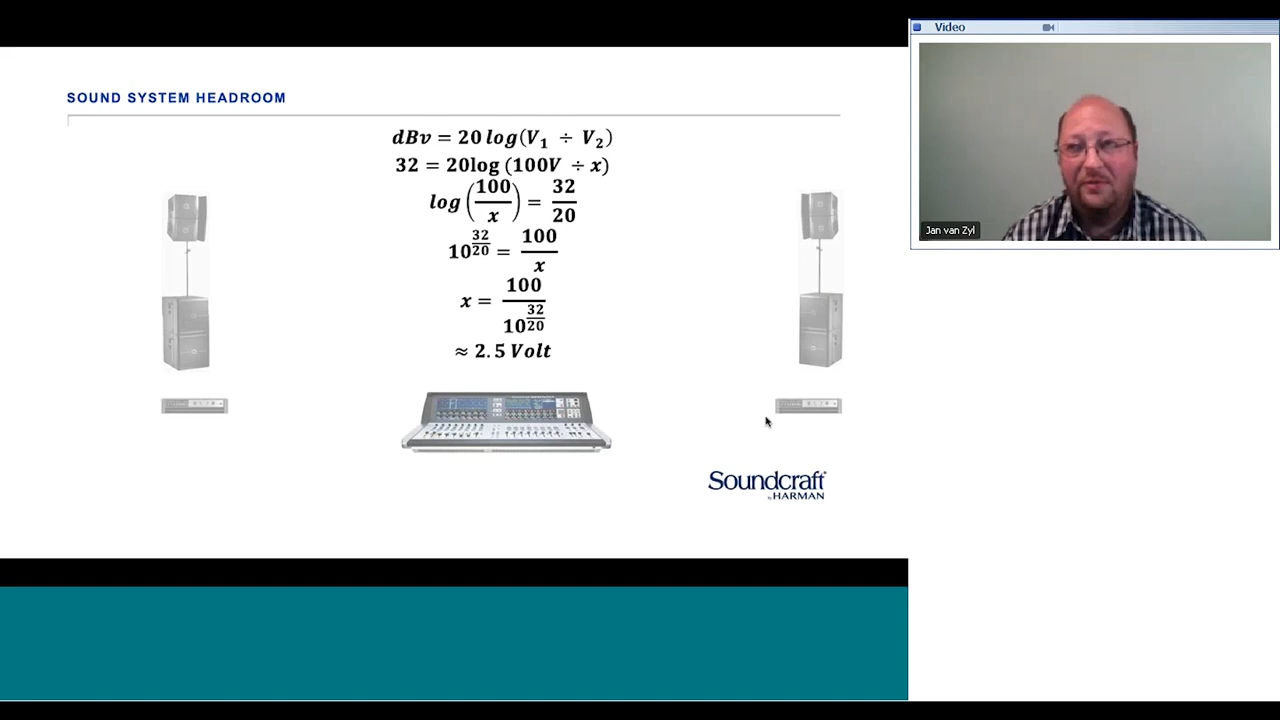 Video
SOUND SYSTEM HEADROOM
dBv = 20 log(V₁ ÷ V₂)
32 = 20log (100V ÷ x)
log(100/x) = 32/20
10^(32/20) = 100/x
x = 100/10^(32/20)
≈ 2.5 Volt
Jan van Zyl
Soundcraft
by HARMAN